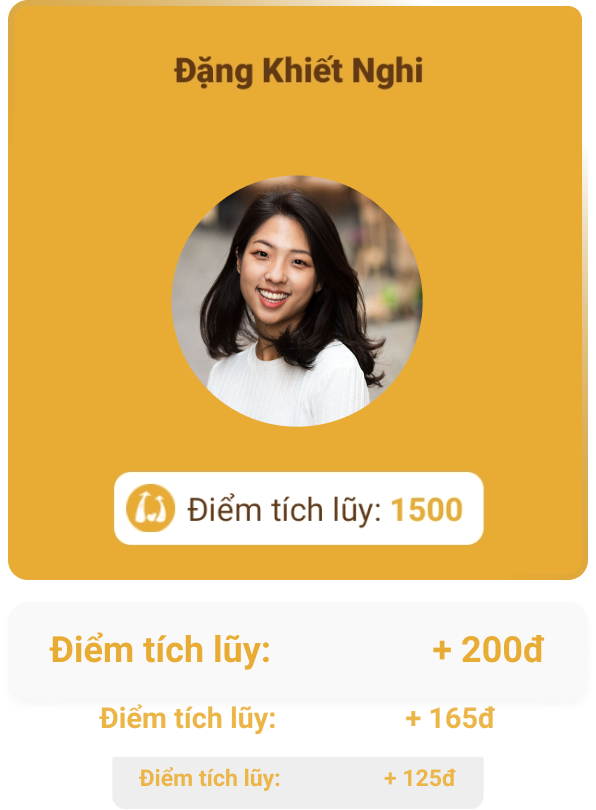 Đặng Khiết Nghi
Điểm tích lũy: 1500
Điểm tích lũy: + 200đ
Điểm tích lũy: + 165đ
Điểm tích lũy: + 125đ